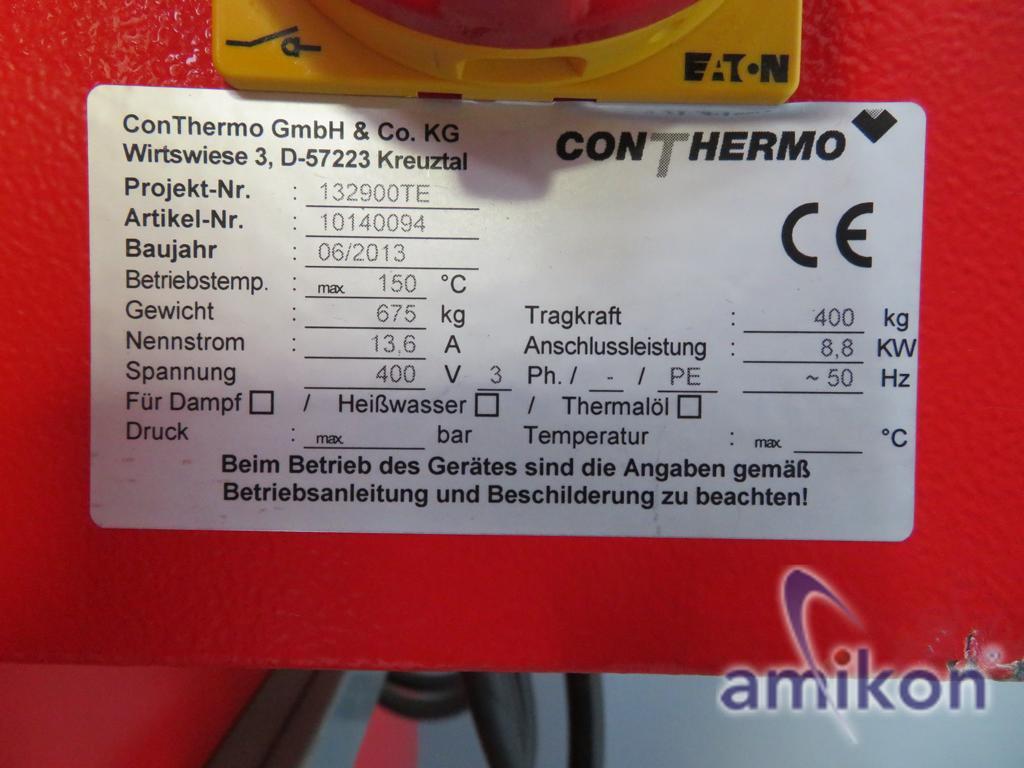 EATON
ConThermo GmbH & Co. KG
Wirtswiese 3, D-57223 Kreuztal
CONTHERMO
Projekt-Nr. : 132900TE
Artikel-Nr. : 10140094
CE
Baujahr : 06/2013
Betriebstemp. : max. 150 °C
Gewicht : 675 kg Tragkraft : 400 kg
Nennstrom : 13,6 A Anschlussleistung : 8,8 KW
Spannung : 400 V 3 Ph. / - / PE ~ 50 Hz
Für Dampf ☐ / Heißwasser ☐ / Thermalöl ☐
Druck : max. bar Temperatur : max. °C
Beim Betrieb des Gerätes sind die Angaben gemäß
Betriebsanleitung und Beschilderung zu beachten!
amikon